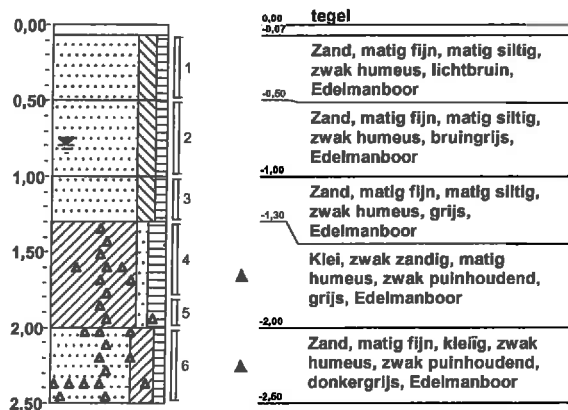 0,00
0,50
1,00
1,50
2,00
2,50
1
2
3
4
5
6
0,00
tegel
-0,07
Zand, matig fijn, matig siltig,
zwak humeus, lichtbruin,
Edelmanboor
-0,50
Zand, matig fijn, matig siltig,
zwak humeus, bruingrijs,
Edelmanboor
-1,00
Zand, matig fijn, matig siltig,
zwak humeus, grijs,
Edelmanboor
-1,30
Klei, zwak zandig, matig
humeus, zwak puinhoudend,
grijs, Edelmanboor
-2,00
Zand, matig fijn, kleiïg, zwak
humeus, zwak puinhoudend,
donkergrijs, Edelmanboor
-2,50